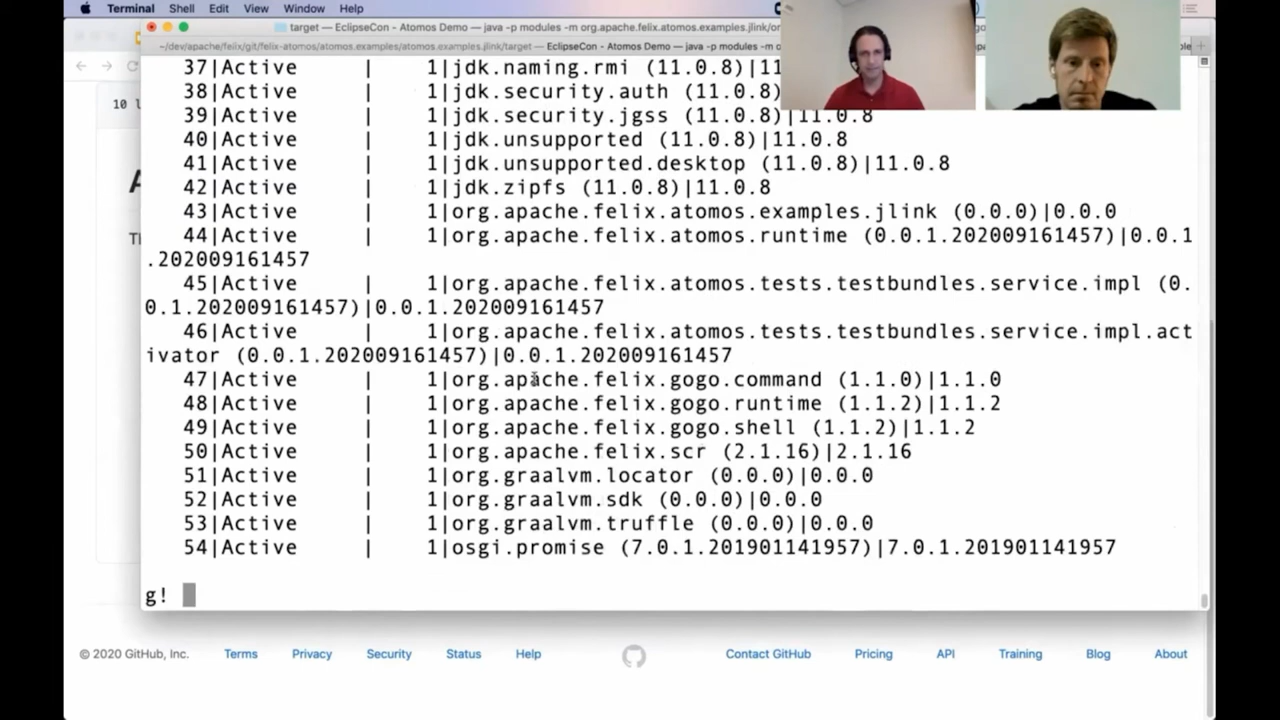 Terminal Shell Edit View Window Help
target — EclipseCon - Atomos Demo — java -p modules -m org.apache.felix.atomos.examples.jlink/o
~/dev/apache/felix/git/felix-atomos/atomos.examples/atomos.examples.jlink/target — EclipseCon - Atomos Demo — java -p modules -m o
10 l
A
Th
37|Active | 1|jdk.naming.rmi (11.0.8)|11
38|Active | 1|jdk.security.auth (11.0.8)
39|Active | 1|jdk.security.jgss (11.0.8)|11.0.8
40|Active | 1|jdk.unsupported (11.0.8)|11.0.8
41|Active | 1|jdk.unsupported.desktop (11.0.8)|11.0.8
42|Active | 1|jdk.zipfs (11.0.8)|11.0.8
43|Active | 1|org.apache.felix.atomos.examples.jlink (0.0.0)|0.0.0
44|Active | 1|org.apache.felix.atomos.runtime (0.0.1.202009161457)|0.0.1
.202009161457
45|Active | 1|org.apache.felix.atomos.tests.testbundles.service.impl (0.
0.1.202009161457)|0.0.1.202009161457
46|Active | 1|org.apache.felix.atomos.tests.testbundles.service.impl.act
ivator (0.0.1.202009161457)|0.0.1.202009161457
47|Active | 1|org.apache.felix.gogo.command (1.1.0)|1.1.0
48|Active | 1|org.apache.felix.gogo.runtime (1.1.2)|1.1.2
49|Active | 1|org.apache.felix.gogo.shell (1.1.2)|1.1.2
50|Active | 1|org.apache.felix.scr (2.1.16)|2.1.16
51|Active | 1|org.graalvm.locator (0.0.0)|0.0.0
52|Active | 1|org.graalvm.sdk (0.0.0)|0.0.0
53|Active | 1|org.graalvm.truffle (0.0.0)|0.0.0
54|Active | 1|osgi.promise (7.0.1.201901141957)|7.0.1.201901141957
g!
© 2020 GitHub, Inc. Terms Privacy Security Status Help Contact GitHub Pricing API Training Blog About